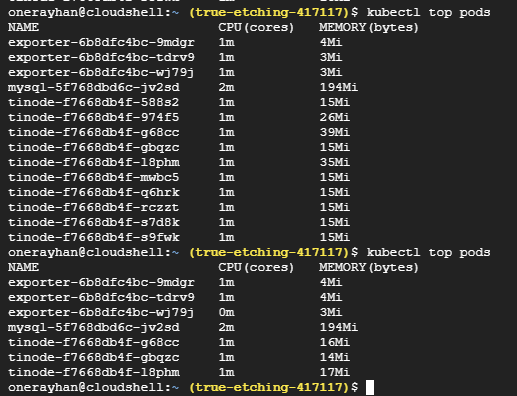 onerayhan@cloudshell:~ (true-etching-417117)$ kubectl top pods
NAME CPU(cores) MEMORY(bytes)
exporter-6b8dfc4bc-9mdgr 1m 4Mi
exporter-6b8dfc4bc-tdrv9 1m 3Mi
exporter-6b8dfc4bc-wj79j 1m 3Mi
mysql-5f768dbd6c-jv2sd 2m 194Mi
tinode-f7668db4f-588s2 1m 15Mi
tinode-f7668db4f-974f5 1m 26Mi
tinode-f7668db4f-g68cc 1m 39Mi
tinode-f7668db4f-gbqzc 1m 15Mi
tinode-f7668db4f-l8phm 1m 35Mi
tinode-f7668db4f-mwbc5 1m 15Mi
tinode-f7668db4f-q6hrk 1m 15Mi
tinode-f7668db4f-rczzt 1m 15Mi
tinode-f7668db4f-s7d8k 1m 15Mi
tinode-f7668db4f-s9fwk 1m 15Mi
onerayhan@cloudshell:~ (true-etching-417117)$ kubectl top pods
NAME CPU(cores) MEMORY(bytes)
exporter-6b8dfc4bc-9mdgr 1m 4Mi
exporter-6b8dfc4bc-tdrv9 1m 4Mi
exporter-6b8dfc4bc-wj79j 0m 3Mi
mysql-5f768dbd6c-jv2sd 2m 194Mi
tinode-f7668db4f-g68cc 1m 16Mi
tinode-f7668db4f-gbqzc 1m 14Mi
tinode-f7668db4f-l8phm 1m 17Mi
onerayhan@cloudshell:~ (true-etching-417117)$